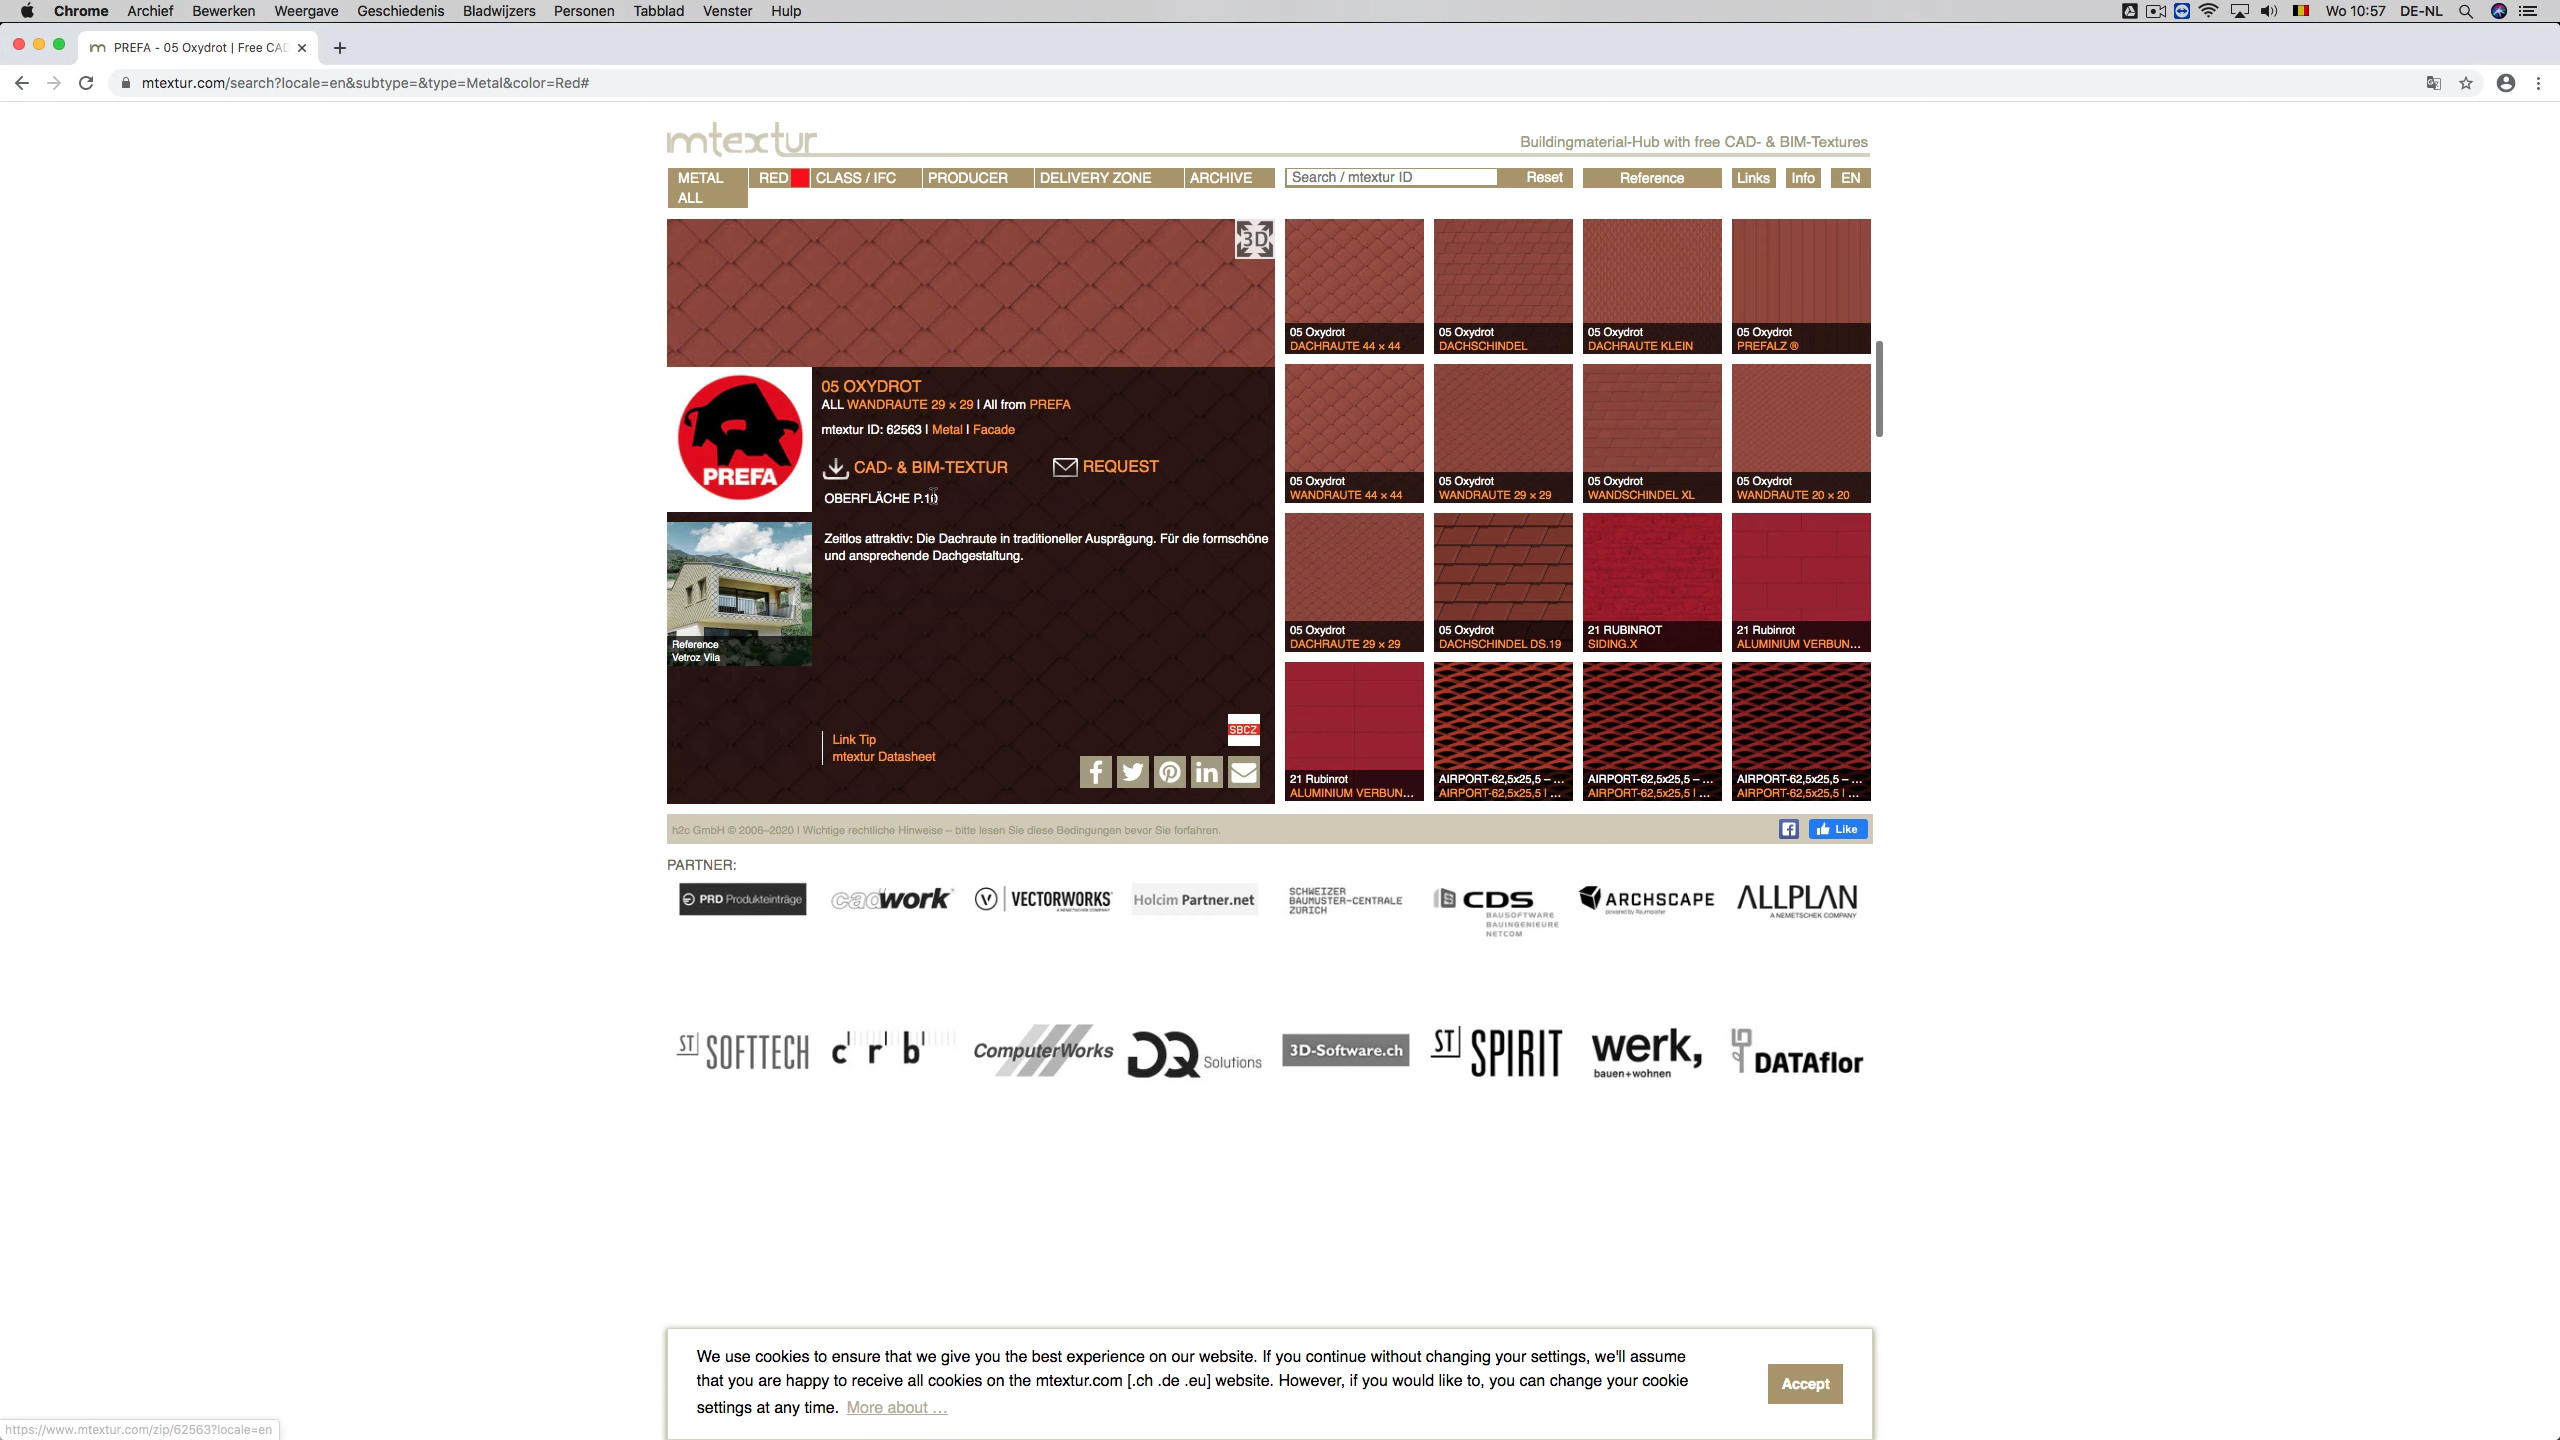 Chrome Archief Bewerken Weergave Geschiedenis Bladwijzers Personen Tabblad Venster Hulp
Wo 10:57 DE-NL
PREFA - 05 Oxydrot | Free CAD
mtextur.com/search?locale=en&subtype=&type=Metal&color=Red#
mtextur
Buildingmaterial-Hub with free CAD- & BIM-Textures
METAL ALL
RED
CLASS / IFC
PRODUCER
DELIVERY ZONE
ARCHIVE
Search / mtextur ID
Reset
Reference
Links
Info
EN
3D
PREFA
05 OXYDROT
ALL WANDRAUTE 29 × 29 | All from PREFA
mtextur ID: 62563 | Metal | Facade
CAD- & BIM-TEXTUR
REQUEST
OBERFLÄCHE P.10
Zeitlos attraktiv: Die Dachraute in traditioneller Ausprägung. Für die formschöne
und ansprechende Dachgestaltung.
Reference
Vetroz Vila
Link Tip
mtextur Datasheet
SBCZ
05 Oxydrot
DACHRAUTE 44 × 44
05 Oxydrot
DACHSCHINDEL
05 Oxydrot
DACHRAUTE KLEIN
05 Oxydrot
PREFALZ ®
05 Oxydrot
WANDRAUTE 44 × 44
05 Oxydrot
WANDRAUTE 29 × 29
05 Oxydrot
WANDSCHINDEL XL
05 Oxydrot
WANDRAUTE 20 × 20
05 Oxydrot
DACHRAUTE 29 × 29
05 Oxydrot
DACHSCHINDEL DS.19
21 RUBINROT
SIDING.X
21 Rubinrot
ALUMINIUM VERBUN...
21 Rubinrot
ALUMINIUM VERBUN...
AIRPORT-62,5x25,5 – ...
AIRPORT-62,5x25,5 | ...
AIRPORT-62,5x25,5 – ...
AIRPORT-62,5x25,5 | ...
AIRPORT-62,5x25,5 – ...
AIRPORT-62,5x25,5 | ...
h2c GmbH © 2006–2020 | Wichtige rechtliche Hinweise – bitte lesen Sie diese Bedingungen bevor Sie forfahren.
Like
PARTNER:
PRD Produkteinträge
cadwork
VECTORWORKS
A NEMETSCHEK COMPANY
Holcim Partner.net
SCHWEIZER
BAUMUSTER-CENTRALE
ZÜRICH
CDS
BAUSOFTWARE
BAUINGENIEURE
NETCOM
ARCHSCAPE
powered by Raumgleiter
ALLPLAN
A NEMETSCHEK COMPANY
ST SOFTTECH
crb
ComputerWorks
DQ Solutions
3D-Software.ch
ST SPIRIT
werk,
bauen+wohnen
DATAflor
We use cookies to ensure that we give you the best experience on our website. If you continue without changing your settings, we'll assume
that you are happy to receive all cookies on the mtextur.com [.ch .de .eu] website. However, if you would like to, you can change your cookie
settings at any time. More about ...
Accept
https://www.mtextur.com/zip/62563?locale=en